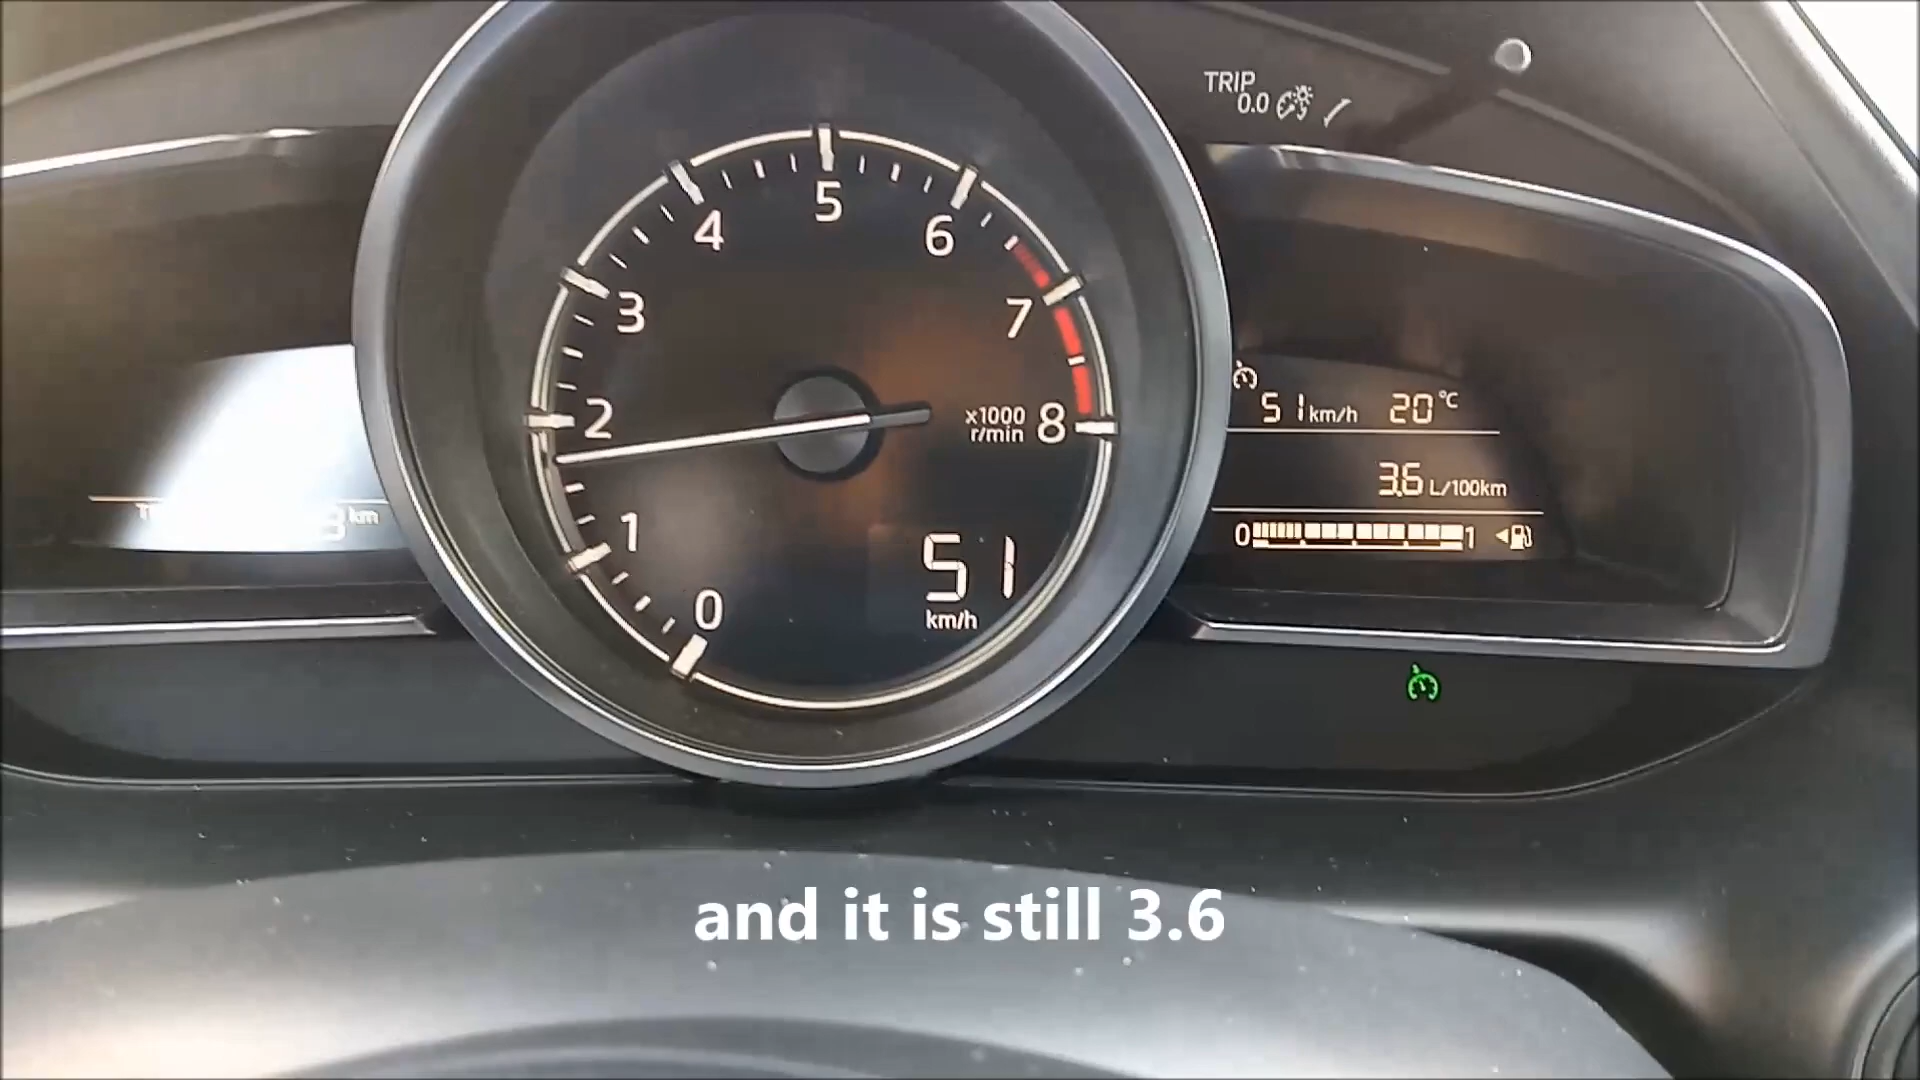 TRIP
0.0
5
4
6
3
7
2
x1000
r/min
8
1
0
51
km/h
51 km/h 20 °C
3.6 L/100km
0 1
km
and it is still 3.6